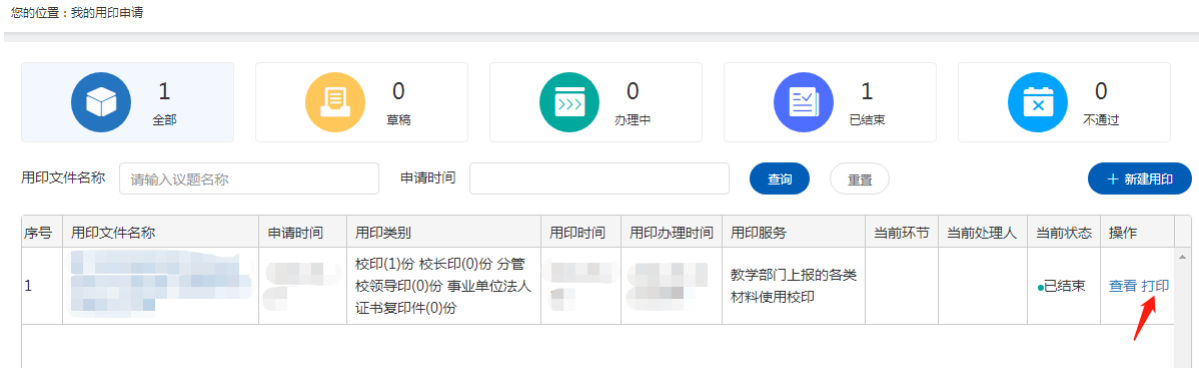 您的位置：我的用印申请
1
全部
0
草稿
0
办理中
1
已结束
0
不通过
用印文件名称 请输入议题名称 申请时间 查询 重置 + 新建用印
序号 用印文件名称 申请时间 用印类别 用印时间 用印办理时间 用印服务 当前环节 当前处理人 当前状态 操作
校印(1)份 校长印(0)份 分管
校领导印(0)份 事业单位法人
证书复印件(0)份
1
教学部门上报的各类
材料使用校印
已结束
查看 打印